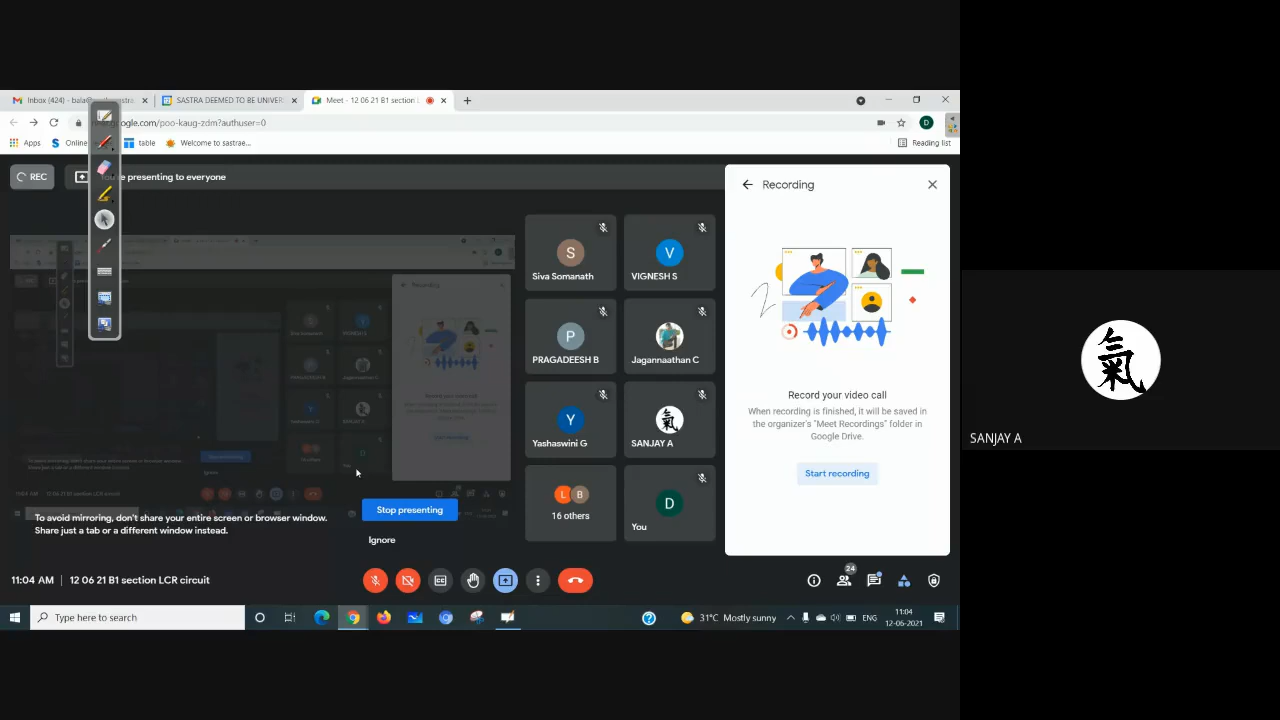 Inbox (424) - bala
SASTRA DEEMED TO BE UNIVER
Meet - 12 06 21 B1 section L
google.com/poo-kaug-zdm?authuser=0
Apps
Online
table
Welcome to sastrae...
Reading list
REC
You're presenting to everyone
Recording
Siva Somanath
VIGNESH S
PRAGADEESH B
Jagannaathan C
Yashaswini G
SANJAY A
16 others
You
Record your video call
When recording is finished, it will be saved in
the organizer's "Meet Recordings" folder in
Google Drive.
Start recording
To avoid mirroring, don't share your entire screen or browser window.
Share just a tab or a different window instead.
Stop presenting
Ignore
11:04 AM | 12 06 21 B1 section LCR circuit
24
Type here to search
31°C Mostly sunny
ENG
11:04
12-06-2021
氣
SANJAY A